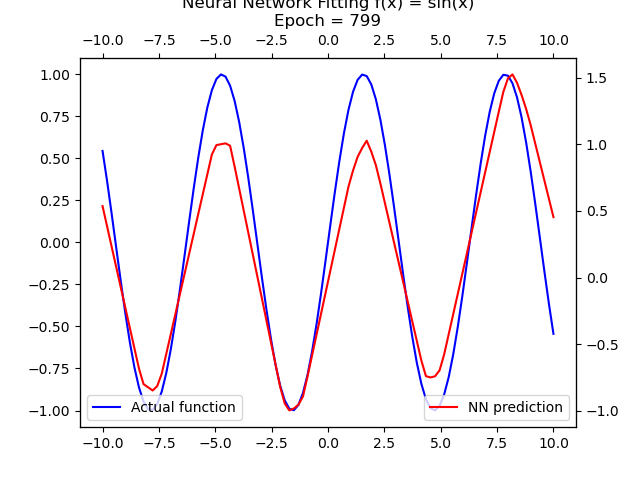 Neural Network Fitting f(x) = sin(x)
Epoch = 799
−10.0 −7.5 −5.0 −2.5 0.0 2.5 5.0 7.5 10.0
1.00
0.75
0.50
0.25
0.00
−0.25
−0.50
−0.75
−1.00
1.5
1.0
0.5
0.0
−0.5
−1.0
Actual function
NN prediction
−10.0 −7.5 −5.0 −2.5 0.0 2.5 5.0 7.5 10.0